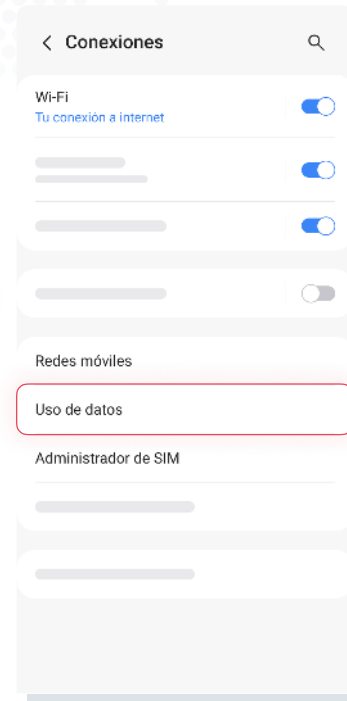 Conexiones
Wi-Fi
Tu conexión a internet
Redes móviles
Uso de datos
Administrador de SIM